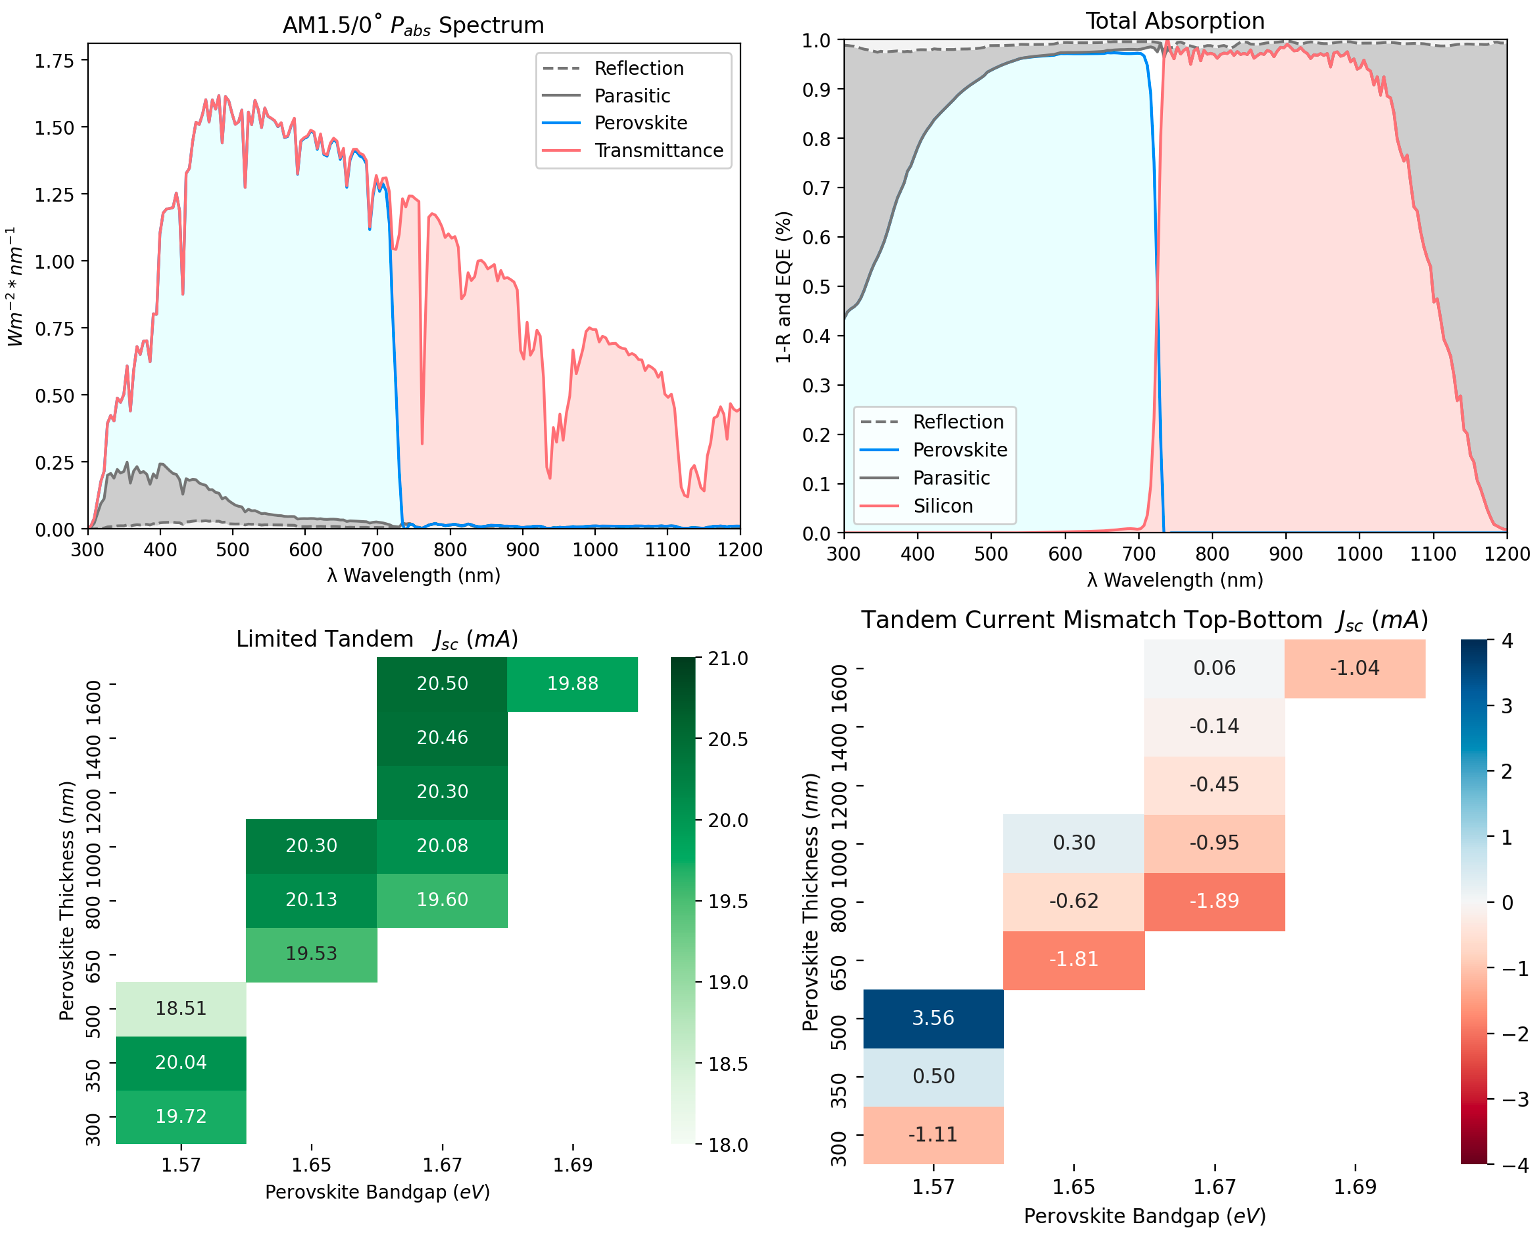 AM1.5/0° P_abs Spectrum
1.75
1.50
1.25
1.00
0.75
0.50
0.25
0.00
Wm⁻² * nm⁻¹
Reflection
Parasitic
Perovskite
Transmittance
300 400 500 600 700 800 900 1000 1100 1200
λ Wavelength (nm)
Total Absorption
1.0
0.9
0.8
0.7
0.6
0.5
0.4
0.3
0.2
0.1
0.0
1-R and EQE (%)
Reflection
Perovskite
Parasitic
Silicon
300 400 500 600 700 800 900 1000 1100 1200
λ Wavelength (nm)
Limited Tandem J_sc (mA)
Perovskite Thickness (nm)
1600
1400
1200
1000
800
650
500
350
300
20.50 19.88
20.46
20.30
20.30 20.08
20.13 19.60
19.53
18.51
20.04
19.72
1.57 1.65 1.67 1.69
Perovskite Bandgap (eV)
21.0
20.5
20.0
19.5
19.0
18.5
18.0
Tandem Current Mismatch Top-Bottom J_sc (mA)
Perovskite Thickness (nm)
1600
1400
1200
1000
800
650
500
350
300
0.06 -1.04
-0.14
-0.45
0.30 -0.95
-0.62 -1.89
-1.81
3.56
0.50
-1.11
1.57 1.65 1.67 1.69
Perovskite Bandgap (eV)
4
3
2
1
0
−1
−2
−3
−4